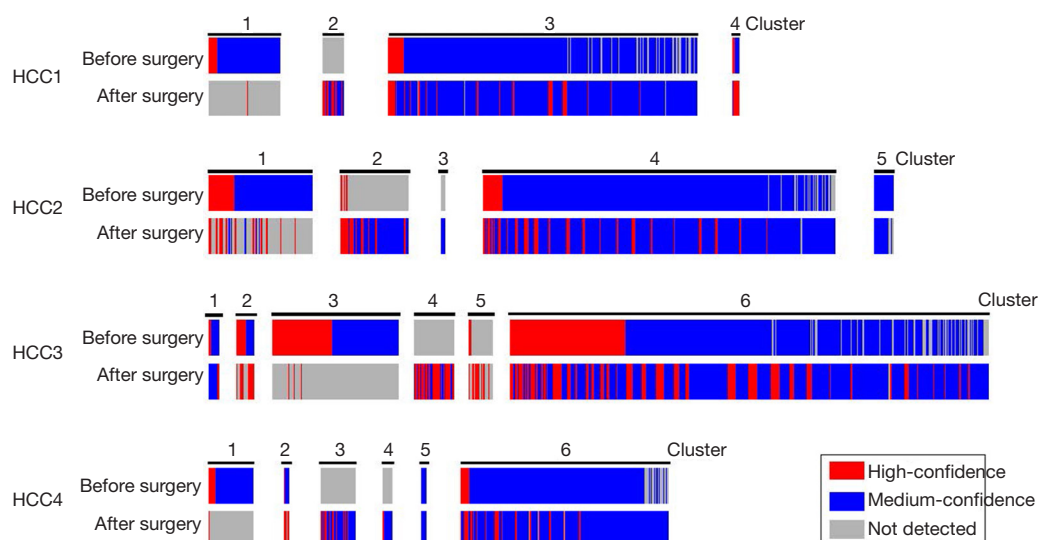 1 2 3 4 Cluster
HCC1
Before surgery
After surgery
1 2 3 4 5 Cluster
HCC2
Before surgery
After surgery
1 2 3 4 5 6 Cluster
HCC3
Before surgery
After surgery
1 2 3 4 5 6 Cluster
HCC4
Before surgery
After surgery
High-confidence
Medium-confidence
Not detected